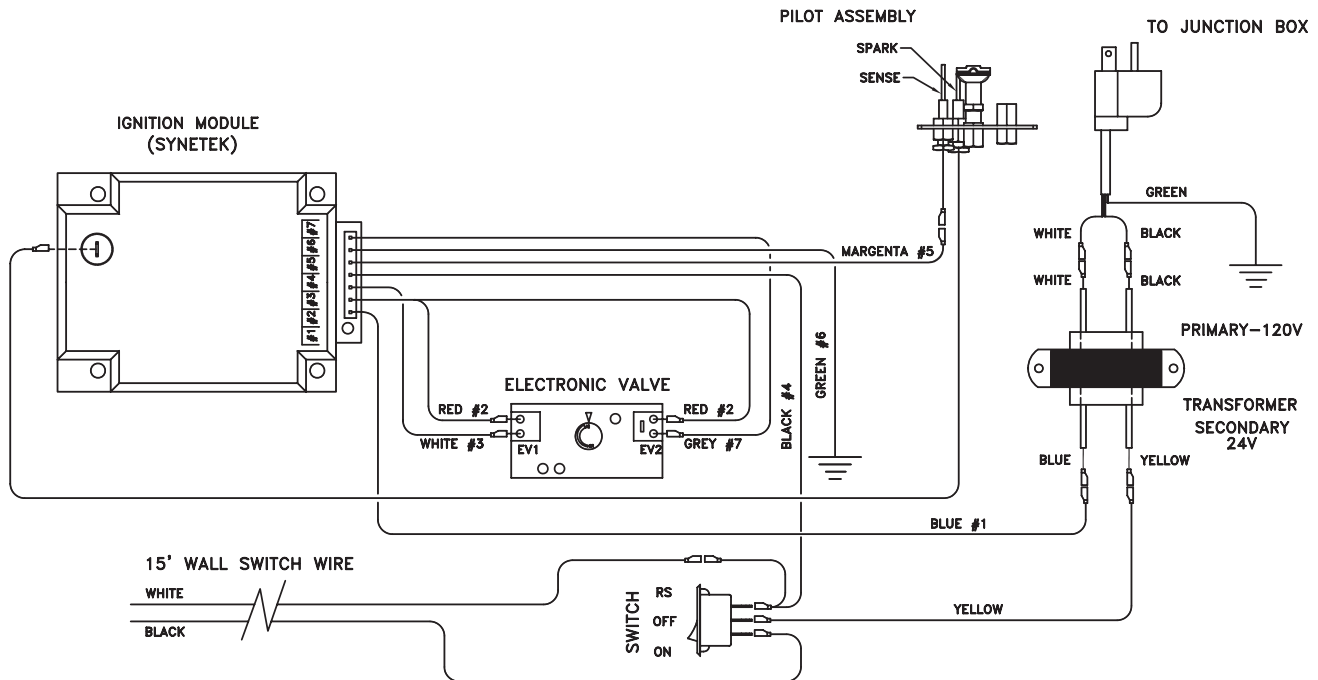 PILOT ASSEMBLY
TO JUNCTION BOX
SPARK
SENSE
IGNITION MODULE
(SYNETEK)
GREEN
WHITE
BLACK
#7
#6
#5
#4
#3
#2
#1
MARGENTA #5
WHITE
BLACK
PRIMARY-120V
GREEN #6
BLACK #4
ELECTRONIC VALVE
TRANSFORMER
SECONDARY
24V
RED #2
RED #2
WHITE #3
EV1
EV2
GREY #7
BLUE
YELLOW
BLUE #1
15' WALL SWITCH WIRE
WHITE
BLACK
SWITCH
RS
OFF
ON
YELLOW